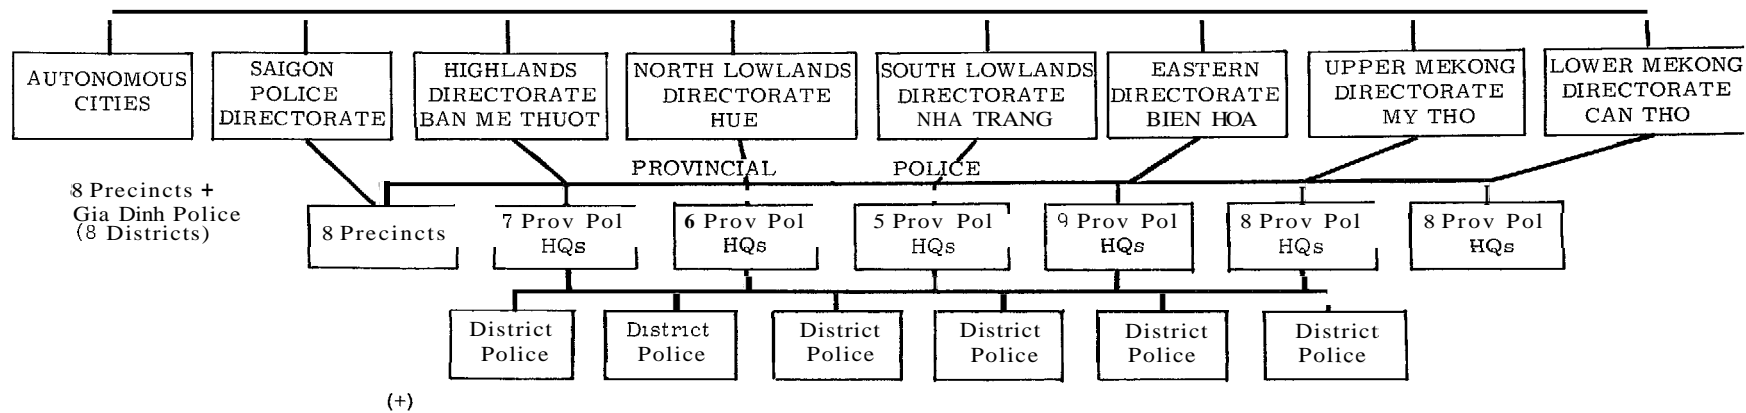 AUTONOMOUS
CITIES
SAIGON
POLICE
DIRECTORATE
HIGHLANDS
DIRECTORATE
BAN ME THUOT
NORTH LOWLANDS
DIRECTORATE
HUE
SOUTH LOWLANDS
DIRECTORATE
NHA TRANG
EASTERN
DIRECTORATE
BIEN HOA
UPPER MEKONG
DIRECTORATE
MY THO
LOWER MEKONG
DIRECTORATE
CAN THO
PROVINCIAL POLICE
8 Precincts +
Gia Dinh Police
(8 Districts)
8 Precincts
7 Prov Pol
HQs
6 Prov Pol
HQs
5 Prov Pol
HQs
9 Prov Pol
HQs
8 Prov Pol
HQs
8 Prov Pol
HQs
District
Police
District
Police
District
Police
District
Police
District
Police
District
Police
(+)